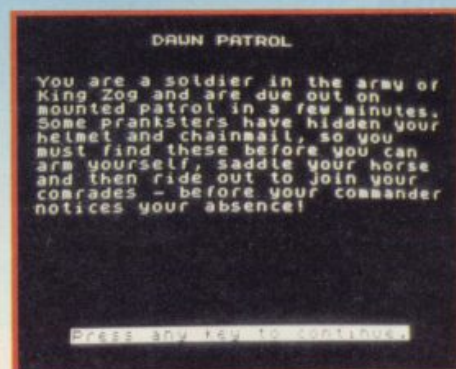 DAWN PATROL
You are a soldier in the army of
King Zog and are due out on
mounted patrol in a few minutes.
Some pranksters have hidden your
helmet and chainmail, so you
must find these before you can
arm yourself, saddle your horse
and then ride out to join your
comrades - before your commander
notices your absence!
Press any key to continue.